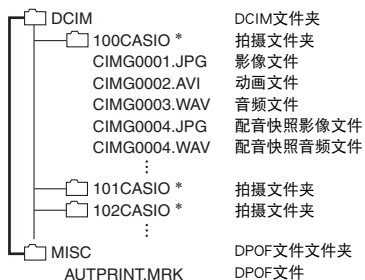 DCIM DCIM文件夹
100CASIO * 拍摄文件夹
CIMG0001.JPG 影像文件
CIMG0002.AVI 动画文件
CIMG0003.WAV 音频文件
CIMG0004.JPG 配音快照影像文件
CIMG0004.WAV 配音快照音频文件
⋮
101CASIO * 拍摄文件夹
102CASIO * 拍摄文件夹
⋮
MISC DPOF文件文件夹
AUTPRINT.MRK DPOF文件